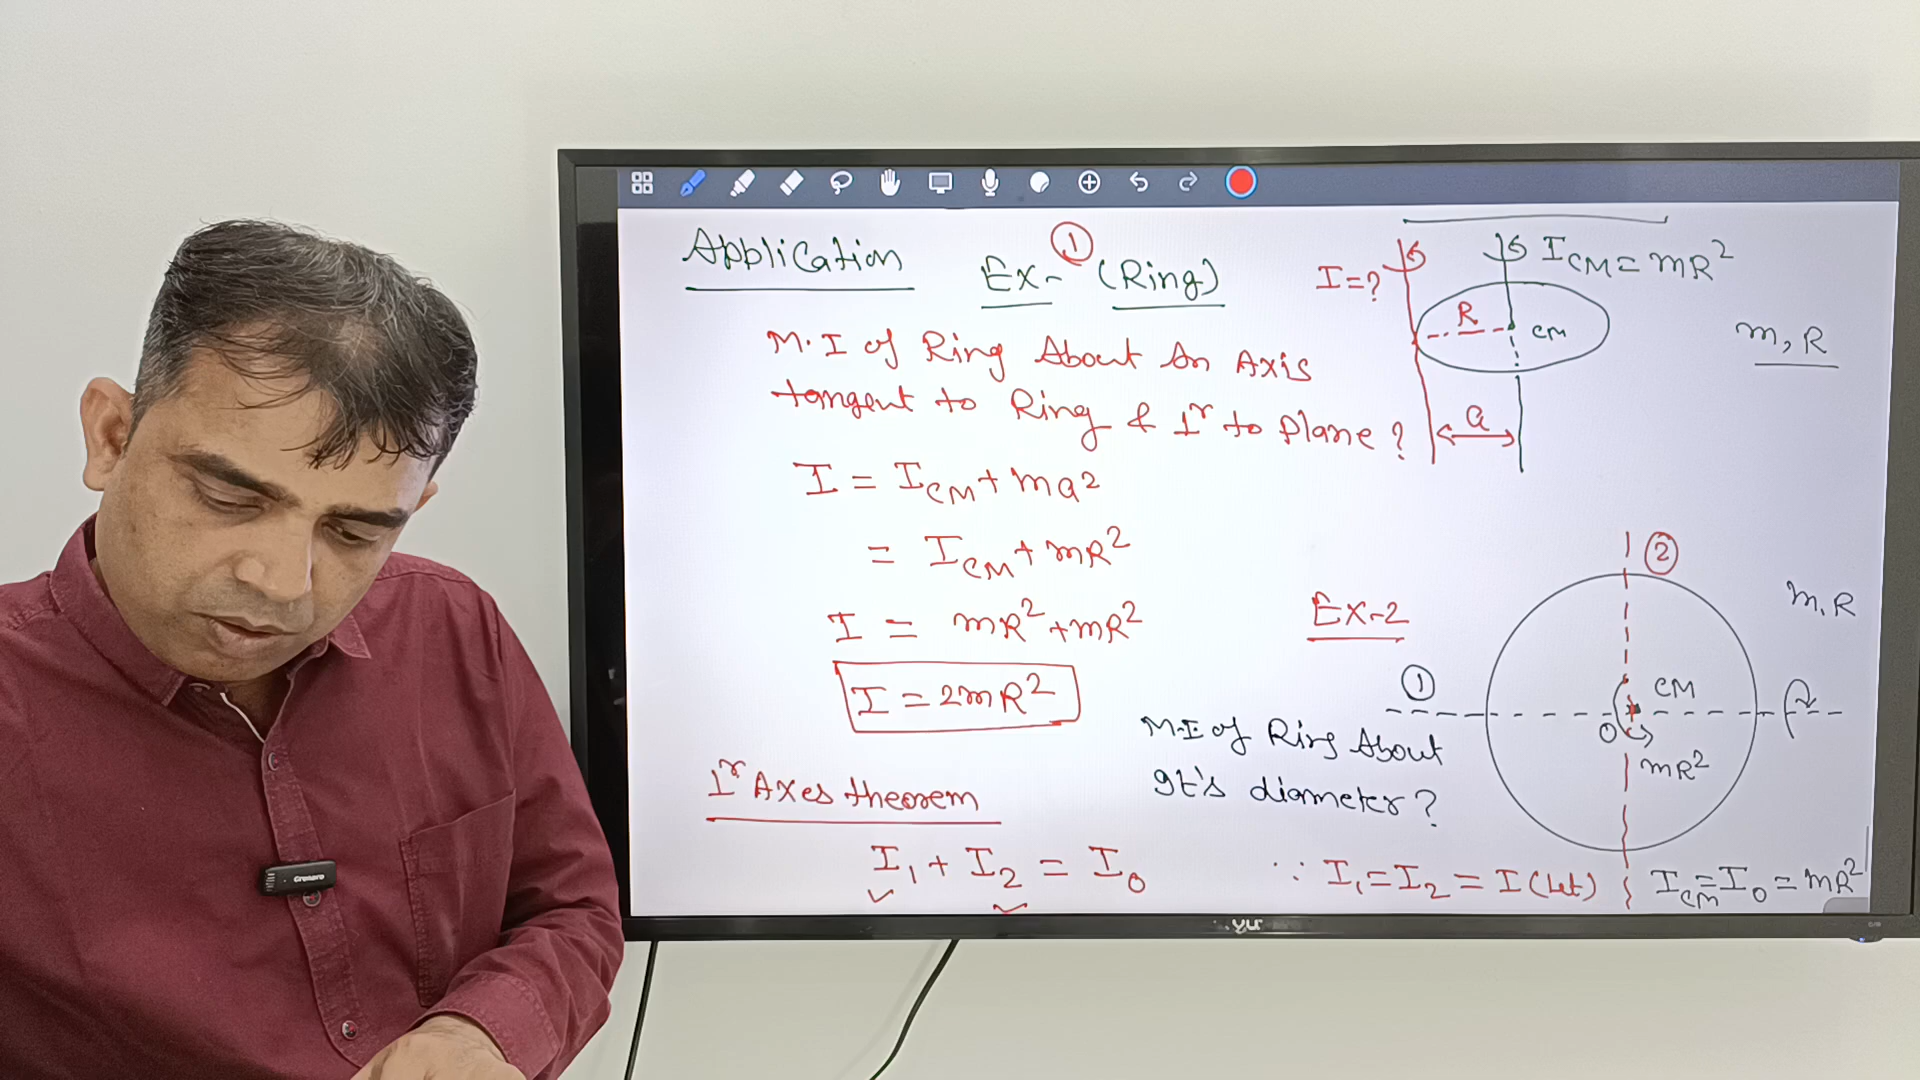 Application
Ex-① (Ring)
M.I of Ring About An Axis
tangent to Ring & ⊥r to Plane ?
I = ICM + ma²
= ICM + mR²
I = mR² + mR²
I = 2mR²
I=?
ICM = mR²
R
CM
a
m, R
Ex-2
M.I of Ring About
It's diameter ?
①
②
CM
O
mR²
m, R
⊥r Axes theorem
I₁ + I₂ = I₀
∵ I₁ = I₂ = I (Let)
ICM = I₀ = mR²
yu
Grenaro